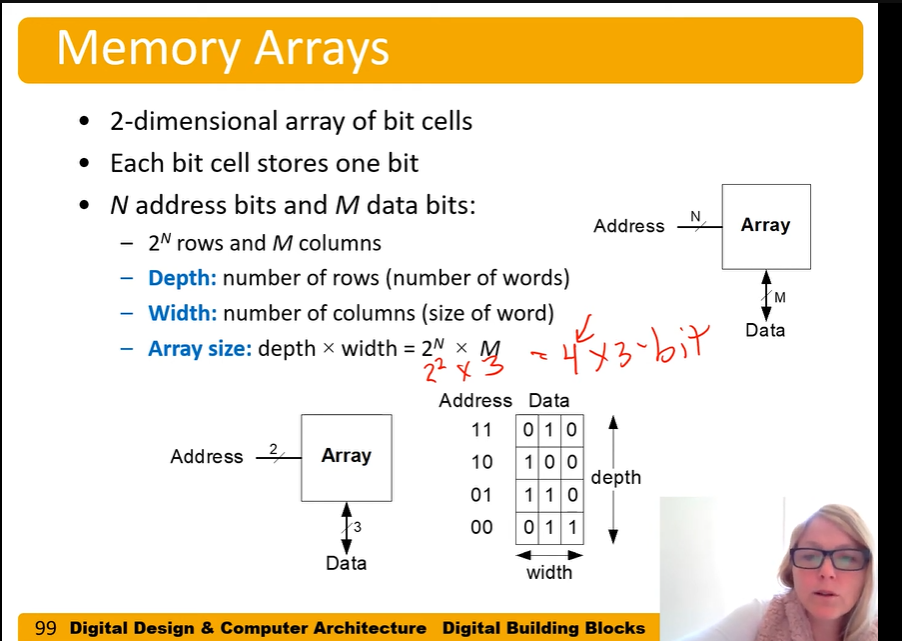 Memory Arrays
• 2-dimensional array of bit cells
• Each bit cell stores one bit
• N address bits and M data bits:
– 2^N rows and M columns
– Depth: number of rows (number of words)
– Width: number of columns (size of word)
– Array size: depth × width = 2^N × M
2^2 x 3 = 4 x 3-bit
Address N Array
M
Data
Address 2 Array
3
Data
Address Data
11 0 1 0
10 1 0 0
01 1 1 0
00 0 1 1
depth
width
99 Digital Design & Computer Architecture Digital Building Blocks